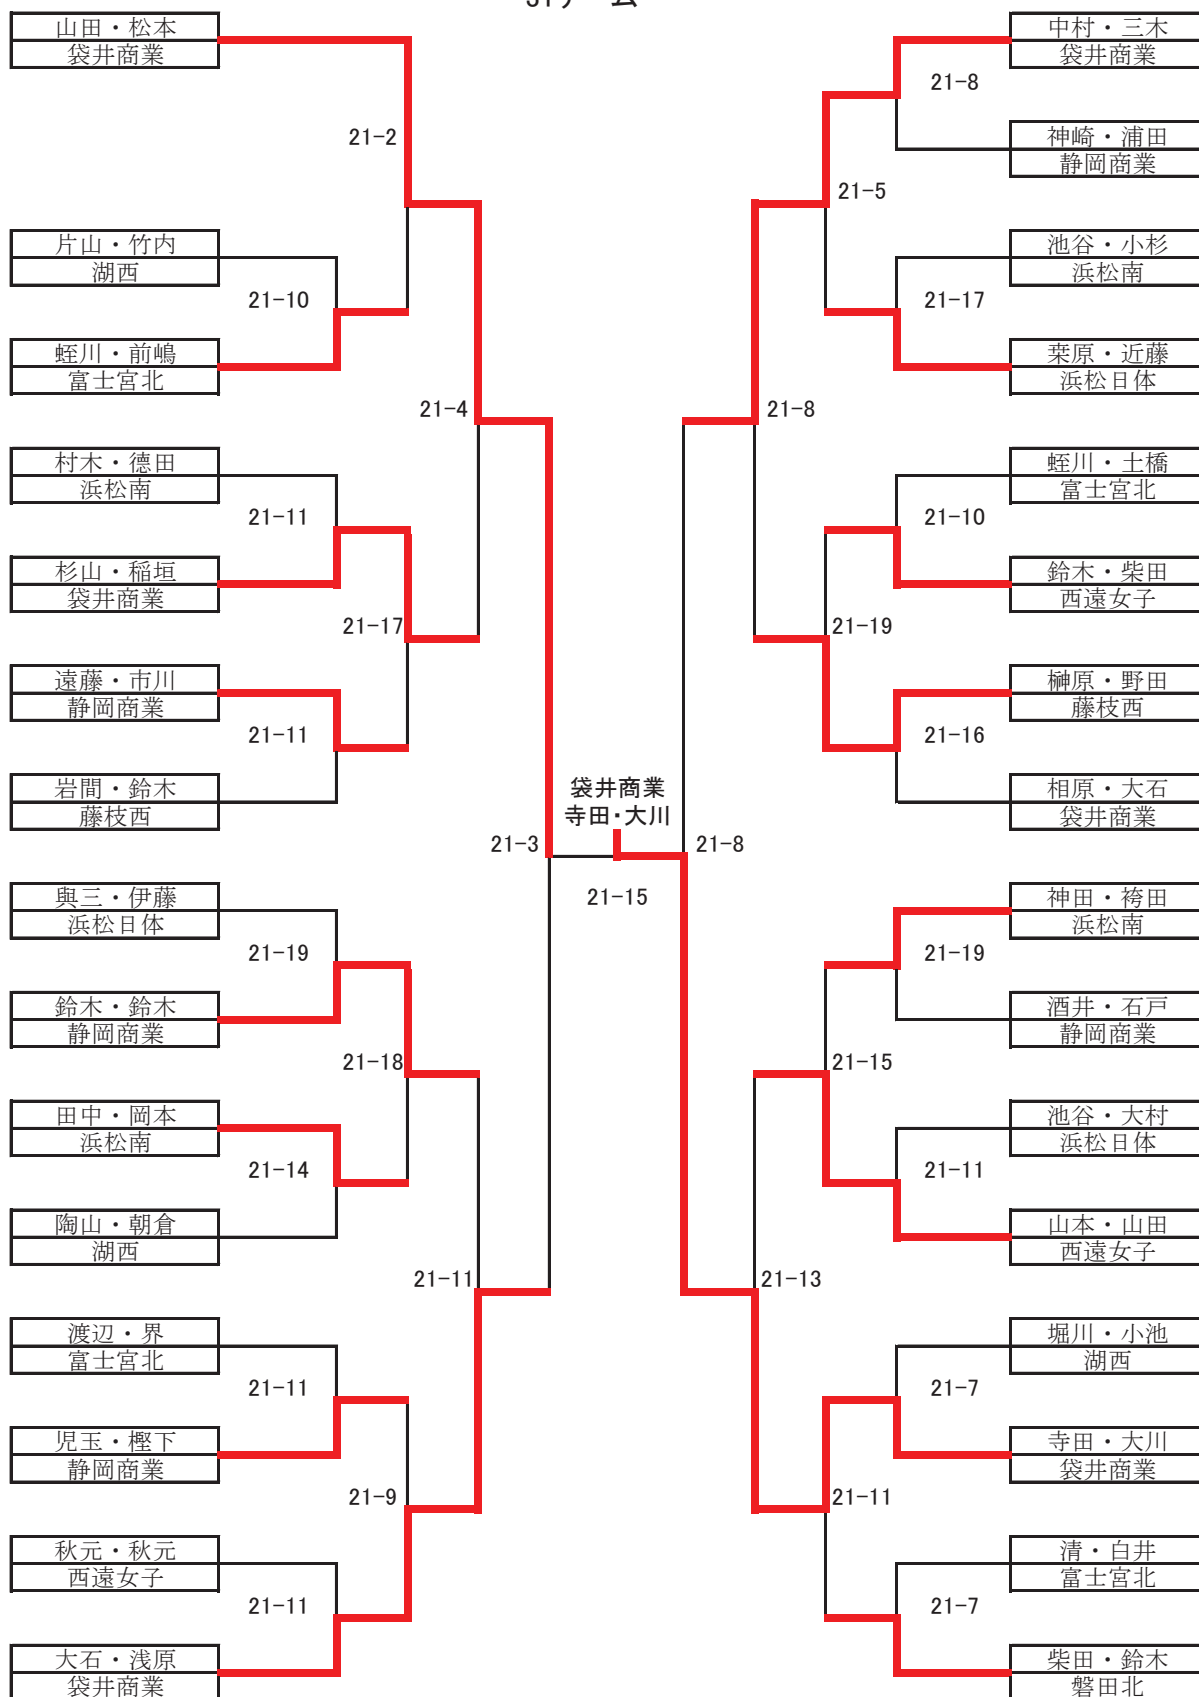 山田・松本
袋井商業
21-2
片山・竹内
湖西
21-10
蛭川・前嶋
富士宮北
21-4
村木・德田
浜松南
21-11
杉山・稲垣
袋井商業
21-17
遠藤・市川
静岡商業
21-11
岩間・鈴木
藤枝西
21-3
與三・伊藤
浜松日体
21-19
鈴木・鈴木
静岡商業
21-18
田中・岡本
浜松南
21-14
陶山・朝倉
湖西
21-11
渡辺・界
富士宮北
21-11
児玉・樫下
静岡商業
21-9
秋元・秋元
西遠女子
21-11
大石・浅原
袋井商業
袋井商業
寺田・大川
21-15
中村・三木
袋井商業
21-8
神崎・浦田
静岡商業
21-5
池谷・小杉
浜松南
21-17
栞原・近藤
浜松日体
21-8
蛭川・土橋
富士宮北
21-10
鈴木・柴田
西遠女子
21-19
榊原・野田
藤枝西
21-16
相原・大石
袋井商業
21-8
神田・袴田
浜松南
21-19
酒井・石戸
静岡商業
21-15
池谷・大村
浜松日体
21-11
山本・山田
西遠女子
21-13
堀川・小池
湖西
21-7
寺田・大川
袋井商業
21-11
清・白井
富士宮北
21-7
柴田・鈴木
磐田北